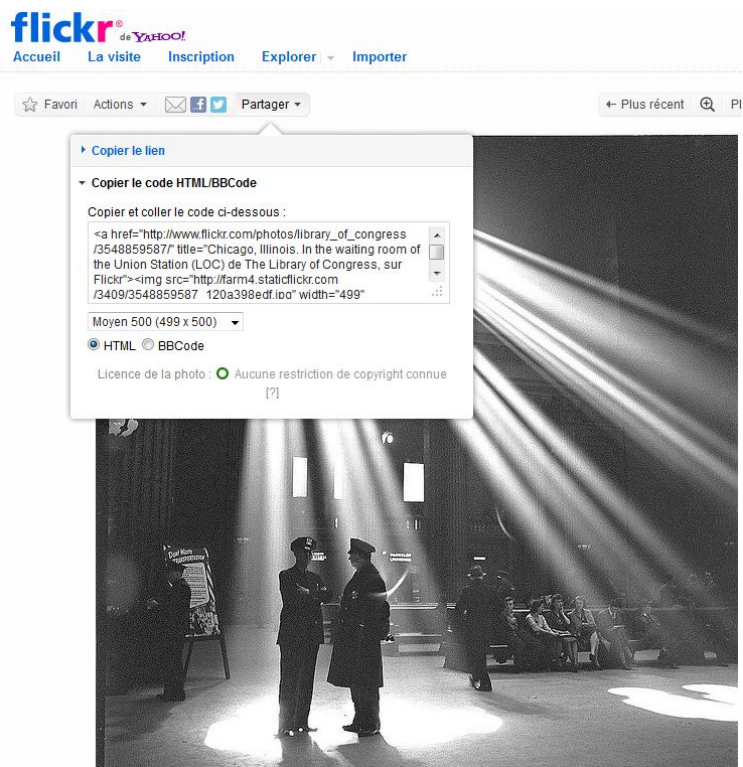 flickr® de YAHOO!
Accueil La visite Inscription Explorer Importer
Favori Actions Partager ← Plus récent Pl
Copier le lien
Copier le code HTML/BBCode
Copier et coller le code ci-dessous :
<a href="http://www.flickr.com/photos/library_of_congress
/3548859587/" title="Chicago, Illinois. In the waiting room of
the Union Station (LOC) de The Library of Congress, sur
Flickr"><img src="http://farm4.staticflickr.com
/3409/3548859587_120a398edf.jpg" width="499"
Moyen 500 (499 x 500)
HTML BBCode
Licence de la photo : Aucune restriction de copyright connue
[?]